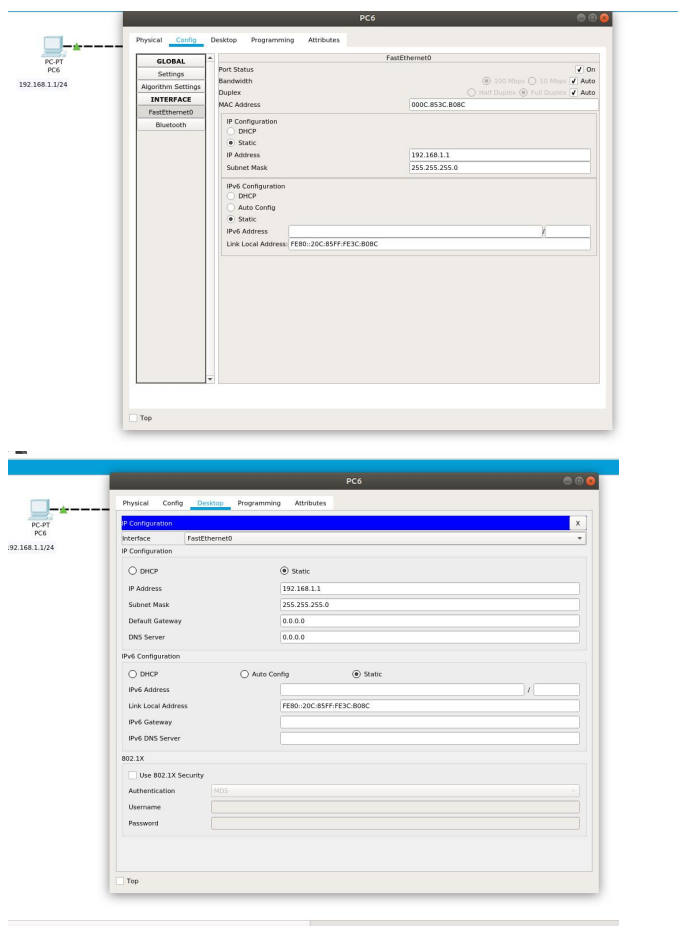 PC6
Physical Config Desktop Programming Attributes
PC-PT
PC6
192.168.1.1/24
GLOBAL
Settings
Algorithm Settings
INTERFACE
FastEthernet0
Bluetooth
FastEthernet0
Port Status On
Bandwidth 100 Mbps 10 Mbps Auto
Duplex Half Duplex Full Duplex Auto
MAC Address 000C.853C.B08C
IP Configuration
DHCP
Static
IP Address 192.168.1.1
Subnet Mask 255.255.255.0
IPv6 Configuration
DHCP
Auto Config
Static
IPv6 Address /
Link Local Address: FE80::20C:85FF:FE3C:B08C
Top
PC6
Physical Config Desktop Programming Attributes
PC-PT
PC6
192.168.1.1/24
IP Configuration X
Interface FastEthernet0
IP Configuration
DHCP Static
IP Address 192.168.1.1
Subnet Mask 255.255.255.0
Default Gateway 0.0.0.0
DNS Server 0.0.0.0
IPv6 Configuration
DHCP Auto Config Static
IPv6 Address /
Link Local Address FE80::20C:85FF:FE3C:B08C
IPv6 Gateway
IPv6 DNS Server
802.1X
Use 802.1X Security
Authentication MD5
Username
Password
Top